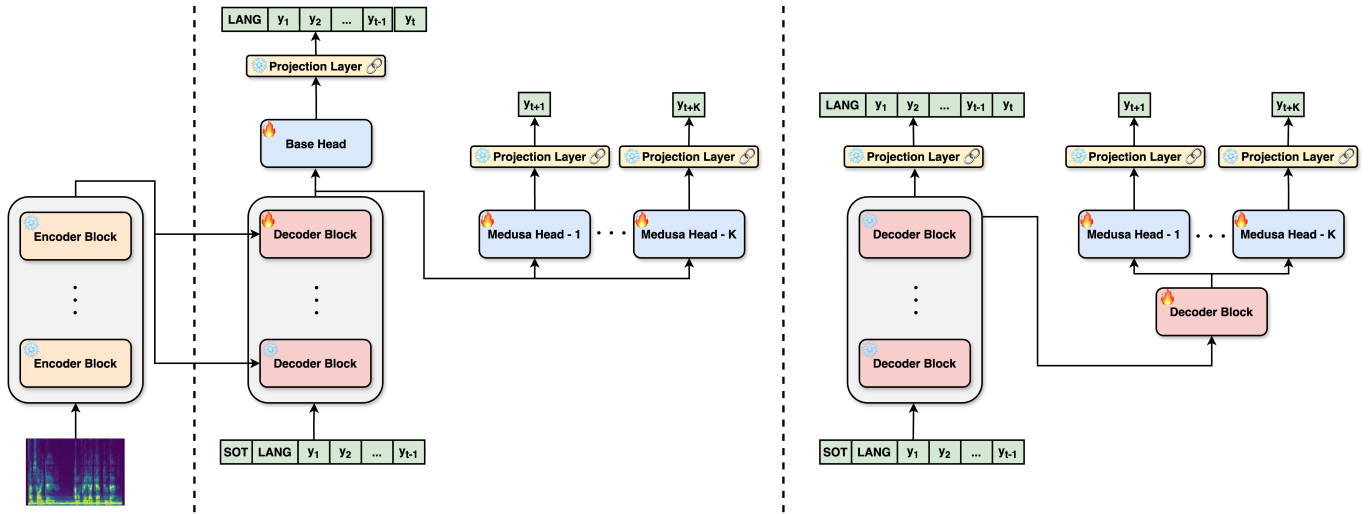 Encoder Block
Encoder Block
LANG y1 y2 ... yt-1 yt
Projection Layer
Base Head
Decoder Block
Decoder Block
SOT LANG y1 y2 ... yt-1
yt+1
Projection Layer
Medusa Head - 1
yt+K
Projection Layer
Medusa Head - K
LANG y1 y2 ... yt-1 yt
Projection Layer
Decoder Block
Decoder Block
SOT LANG y1 y2 ... yt-1
yt+1
Projection Layer
Medusa Head - 1
yt+K
Projection Layer
Medusa Head - K
Decoder Block